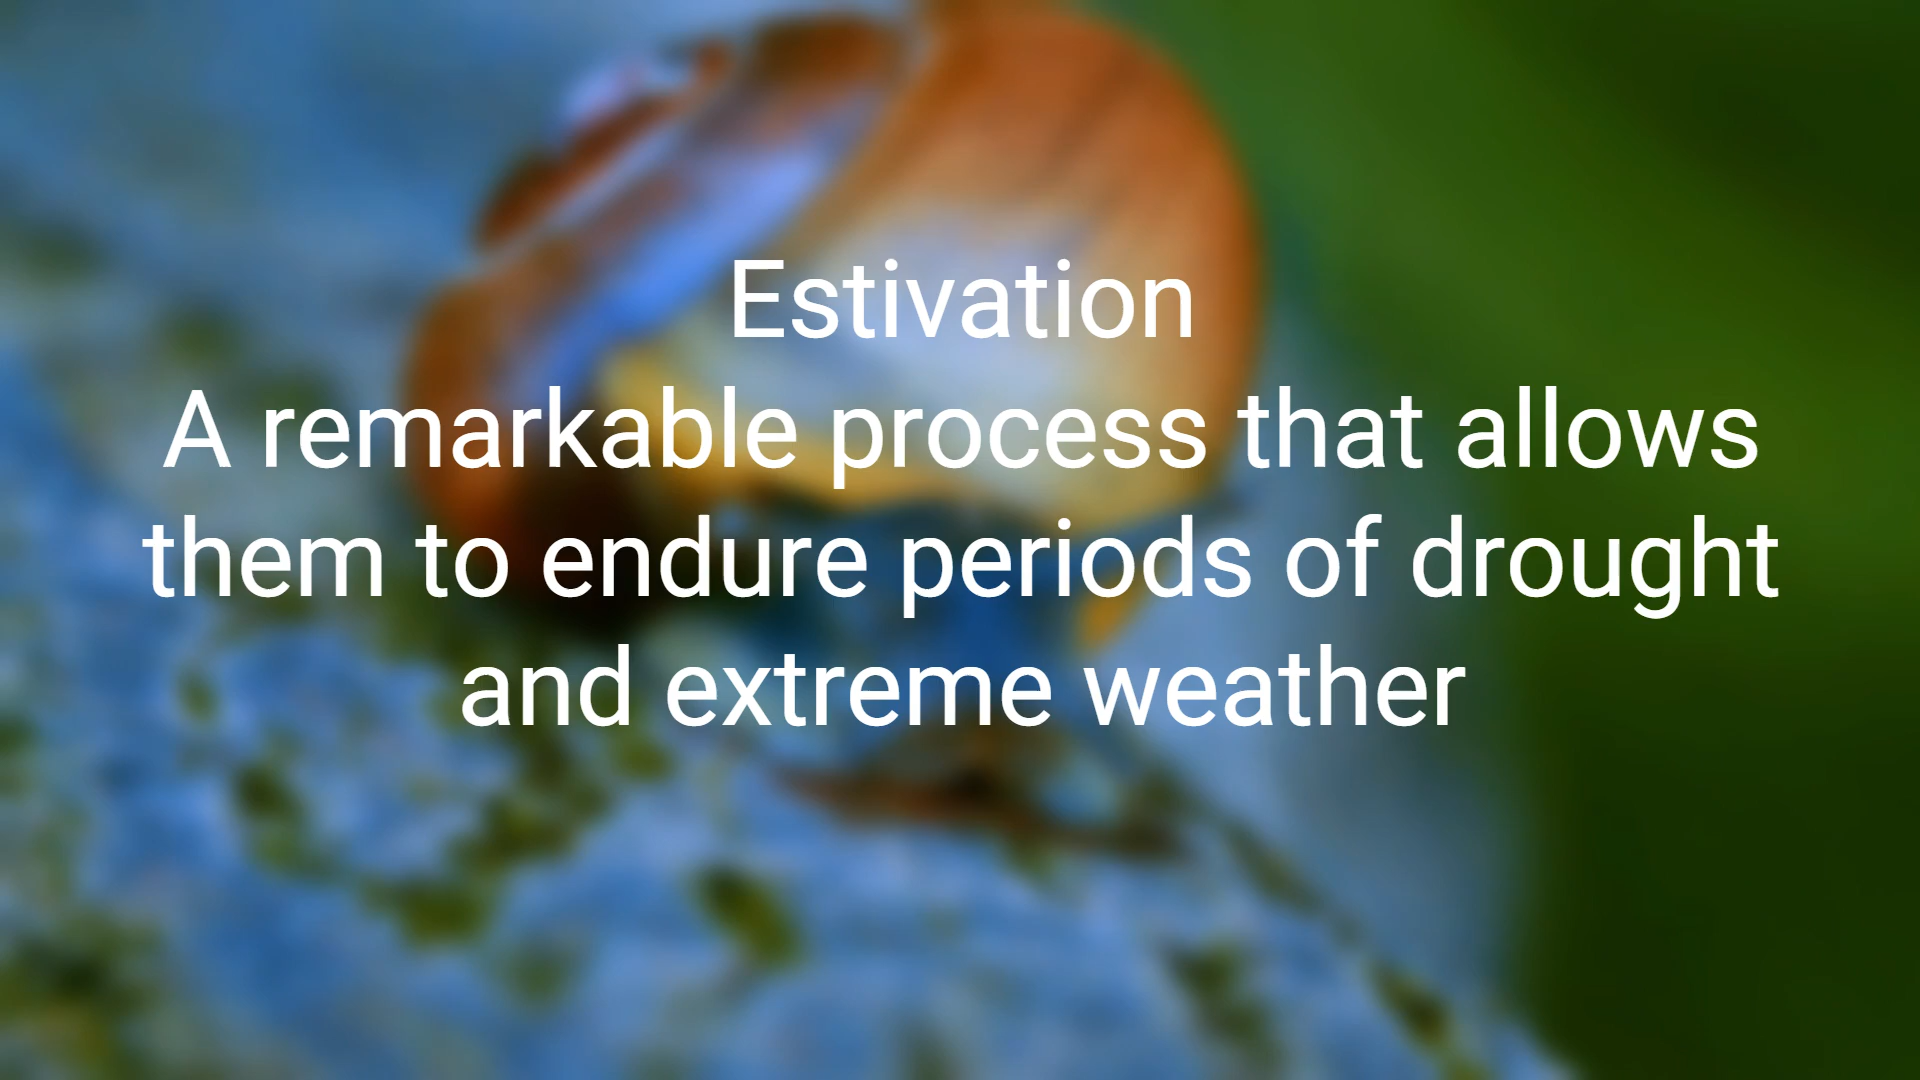 Estivation
A remarkable process that allows
them to endure periods of drought
and extreme weather